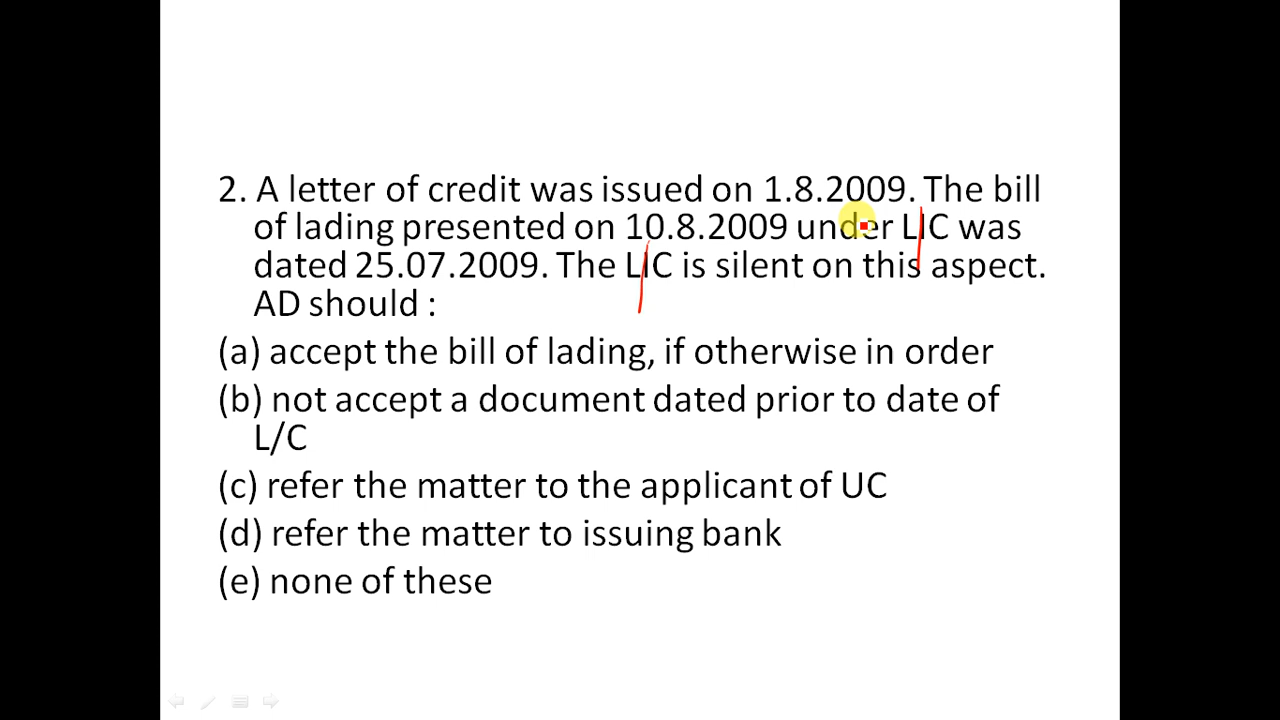 2. A letter of credit was issued on 1.8.2009. The bill
of lading presented on 10.8.2009 under LIC was
dated 25.07.2009. The LIC is silent on this aspect.
AD should :
(a) accept the bill of lading, if otherwise in order
(b) not accept a document dated prior to date of
L/C
(c) refer the matter to the applicant of UC
(d) refer the matter to issuing bank
(e) none of these